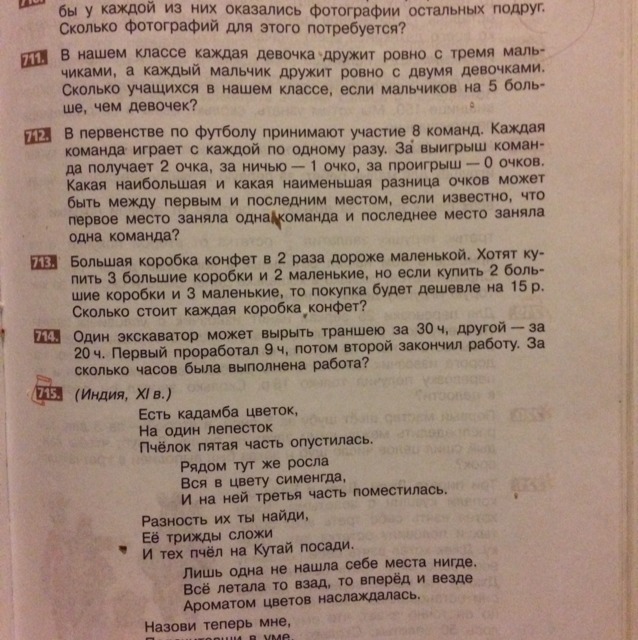 бы у каждой из них оказались фотографии остальных подруг.
Сколько фотографий для этого потребуется?
711. В нашем классе каждая девочка дружит ровно с тремя маль-
чиками, а каждый мальчик дружит ровно с двумя девочками.
Сколько учащихся в нашем классе, если мальчиков на 5 боль-
ше, чем девочек?
712. В первенстве по футболу принимают участие 8 команд. Каждая
команда играет с каждой по одному разу. За выигрыш коман-
да получает 2 очка, за ничью — 1 очко, за проигрыш — 0 очков.
Какая наибольшая и какая наименьшая разница очков может
быть между первым и последним местом, если известно, что
первое место заняла одна команда и последнее место заняла
одна команда?
713. Большая коробка конфет в 2 раза дороже маленькой. Хотят ку-
пить 3 большие коробки и 2 маленькие, но если купить 2 боль-
шие коробки и 3 маленькие, то покупка будет дешевле на 15 р.
Сколько стоит каждая коробка конфет?
714. Один экскаватор может вырыть траншею за 30 ч, другой — за
20 ч. Первый проработал 9 ч, потом второй закончил работу. За
сколько часов была выполнена работа?
715. (Индия, XI в.)
Есть кадамба цветок,
На один лепесток
Пчёлок пятая часть опустилась.
Рядом тут же росла
Вся в цвету сименгда,
И на ней третья часть поместилась.
Разность их ты найди,
Её трижды сложи
И тех пчёл на Кутай посади.
Лишь одна не нашла себе места нигде.
Всё летала то взад, то вперёд и везде
Ароматом цветов наслаждалась.
Назови теперь мне,
Подсчитавши в уме,